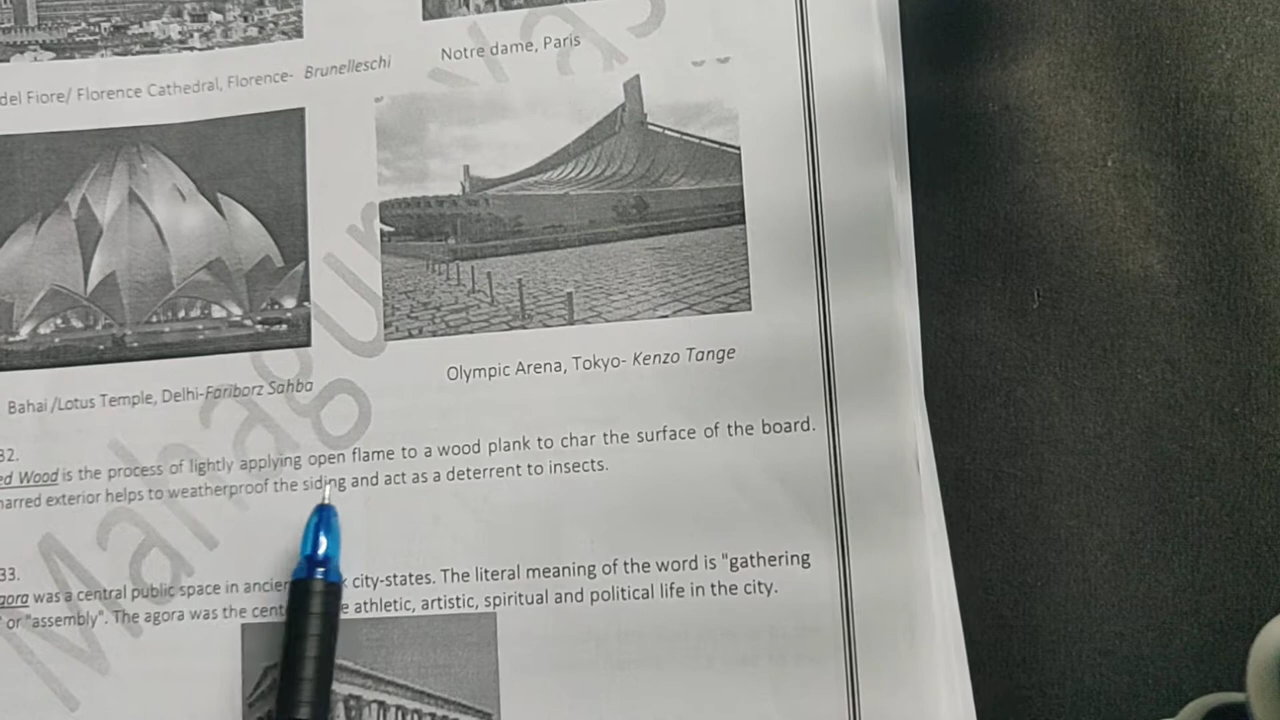 Notre dame, Paris
del Fiore/ Florence Cathedral, Florence- Brunelleschi
Olympic Arena, Tokyo- Kenzo Tange
Bahai /Lotus Temple, Delhi-Fariborz Sahba
32.
ed Wood is the process of lightly applying open flame to a wood plank to char the surface of the board.
harred exterior helps to weatherproof the siding and act as a deterrent to insects.
33.
gora was a central public space in ancien k city-states. The literal meaning of the word is "gathering
" or "assembly". The agora was the cent e athletic, artistic, spiritual and political life in the city.